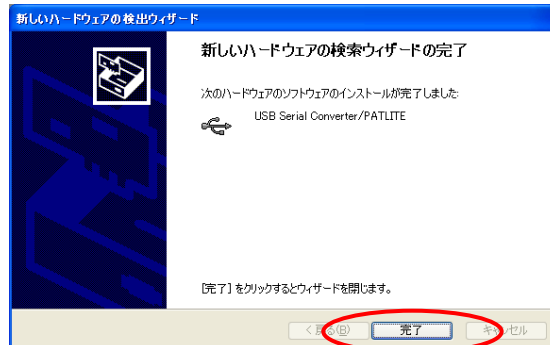 新しいハードウェアの検出ウィザード
新しいハードウェアの検索ウィザードの完了
次のハードウェアのソフトウェアのインストールが完了しました:
USB Serial Converter/PATLITE
[完了] をクリックするとウィザードを閉じます。
< 戻る(B)
完了
キャンセル